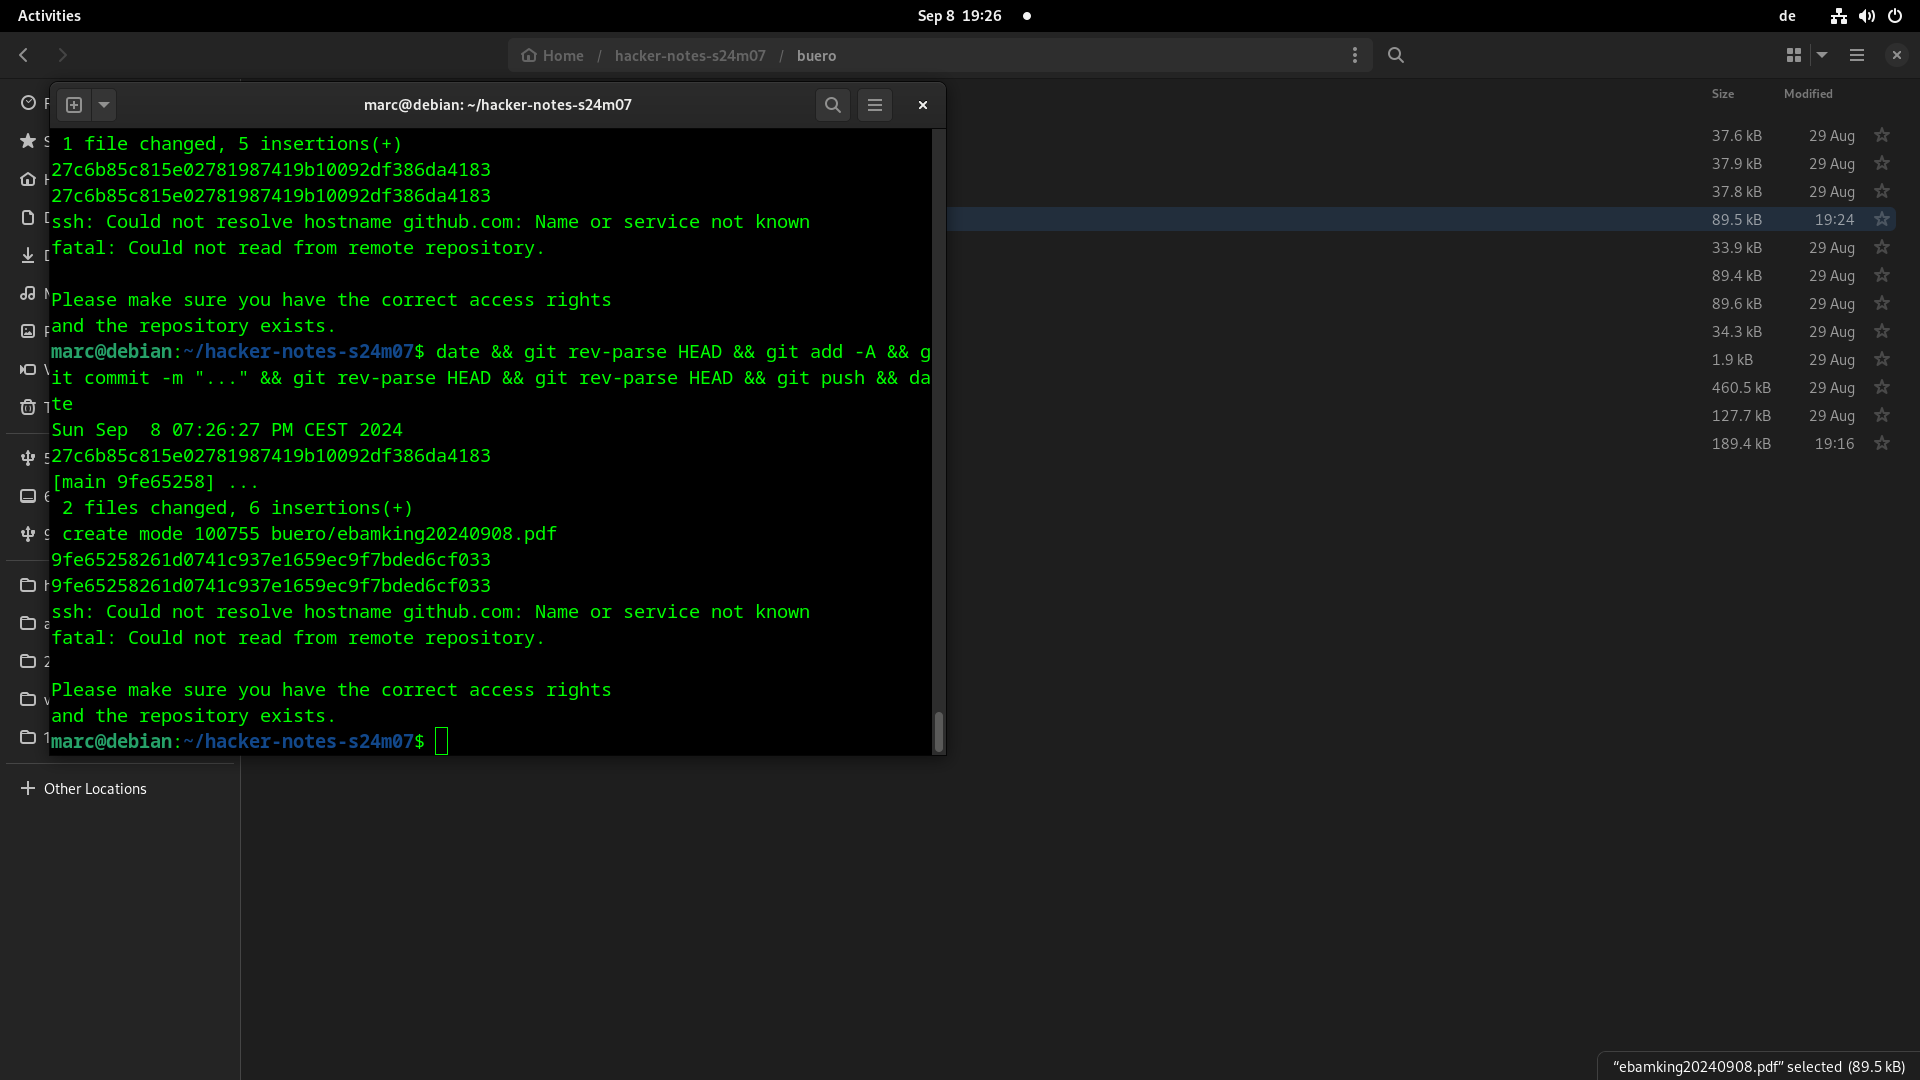 Activities
Sep 8 19:26
de
Home / hacker-notes-s24m07 / buero
marc@debian: ~/hacker-notes-s24m07
Size Modified
1 file changed, 5 insertions(+)
27c6b85c815e02781987419b10092df386da4183
27c6b85c815e02781987419b10092df386da4183
ssh: Could not resolve hostname github.com: Name or service not known
fatal: Could not read from remote repository.
Please make sure you have the correct access rights
and the repository exists.
marc@debian:~/hacker-notes-s24m07$ date && git rev-parse HEAD && git add -A && g
it commit -m "..." && git rev-parse HEAD && git rev-parse HEAD && git push && da
te
Sun Sep  8 07:26:27 PM CEST 2024
27c6b85c815e02781987419b10092df386da4183
[main 9fe65258] ...
2 files changed, 6 insertions(+)
create mode 100755 buero/ebamking20240908.pdf
9fe65258261d0741c937e1659ec9f7bded6cf033
9fe65258261d0741c937e1659ec9f7bded6cf033
ssh: Could not resolve hostname github.com: Name or service not known
fatal: Could not read from remote repository.
Please make sure you have the correct access rights
and the repository exists.
marc@debian:~/hacker-notes-s24m07$
37.6 kB 29 Aug
37.9 kB 29 Aug
37.8 kB 29 Aug
89.5 kB 19:24
33.9 kB 29 Aug
89.4 kB 29 Aug
89.6 kB 29 Aug
34.3 kB 29 Aug
1.9 kB 29 Aug
460.5 kB 29 Aug
127.7 kB 29 Aug
189.4 kB 19:16
Other Locations
“ebamking20240908.pdf” selected (89.5 kB)